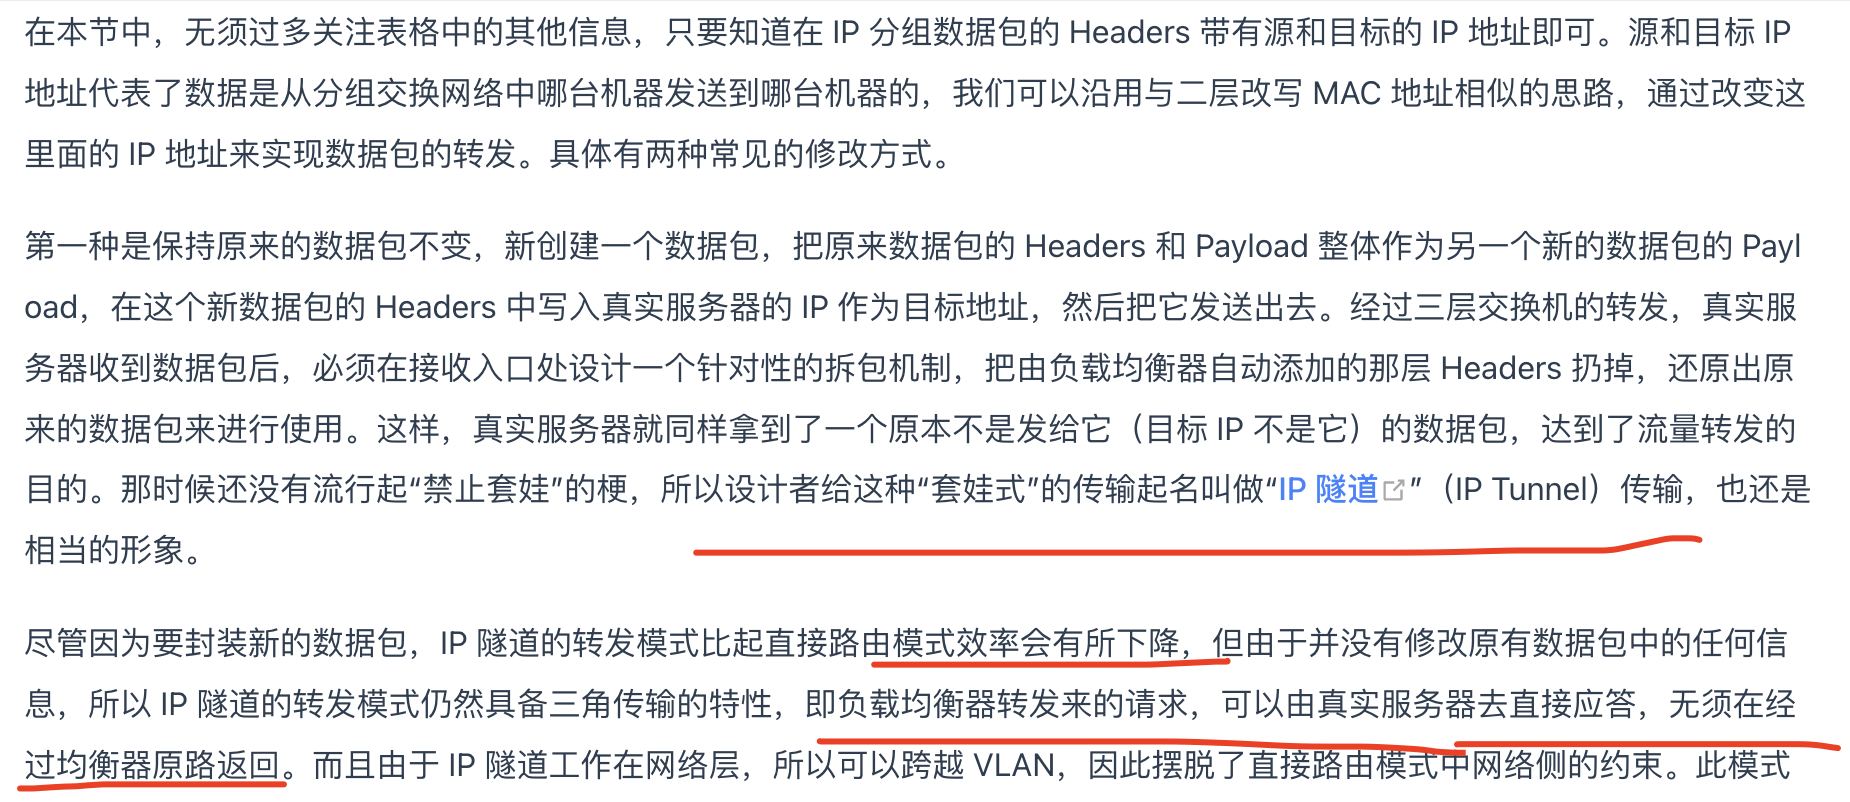 在本节中，无须过多关注表格中的其他信息，只要知道在 IP 分组数据包的 Headers 带有源和目标的 IP 地址即可。源和目标 IP
地址代表了数据是从分组交换网络中哪台机器发送到哪台机器的，我们可以沿用与二层改写 MAC 地址相似的思路，通过改变这
里面的 IP 地址来实现数据包的转发。具体有两种常见的修改方式。
第一种是保持原来的数据包不变，新创建一个数据包，把原来数据包的 Headers 和 Payload 整体作为另一个新的数据包的 Payl
oad，在这个新数据包的 Headers 中写入真实服务器的 IP 作为目标地址，然后把它发送出去。经过三层交换机的转发，真实服
务器收到数据包后，必须在接收入口处设计一个针对性的拆包机制，把由负载均衡器自动添加的那层 Headers 扔掉，还原出原
来的数据包来进行使用。这样，真实服务器就同样拿到了一个原本不是发给它（目标 IP 不是它）的数据包，达到了流量转发的
目的。那时候还没有流行起“禁止套娃”的梗，所以设计者给这种“套娃式”的传输起名叫做“IP 隧道”（IP Tunnel）传输，也还是
相当的形象。
尽管因为要封装新的数据包，IP 隧道的转发模式比起直接路由模式效率会有所下降，但由于并没有修改原有数据包中的任何信
息，所以 IP 隧道的转发模式仍然具备三角传输的特性，即负载均衡器转发来的请求，可以由真实服务器去直接应答，无须在经
过均衡器原路返回。而且由于 IP 隧道工作在网络层，所以可以跨越 VLAN，因此摆脱了直接路由模式中网络侧的约束。此模式